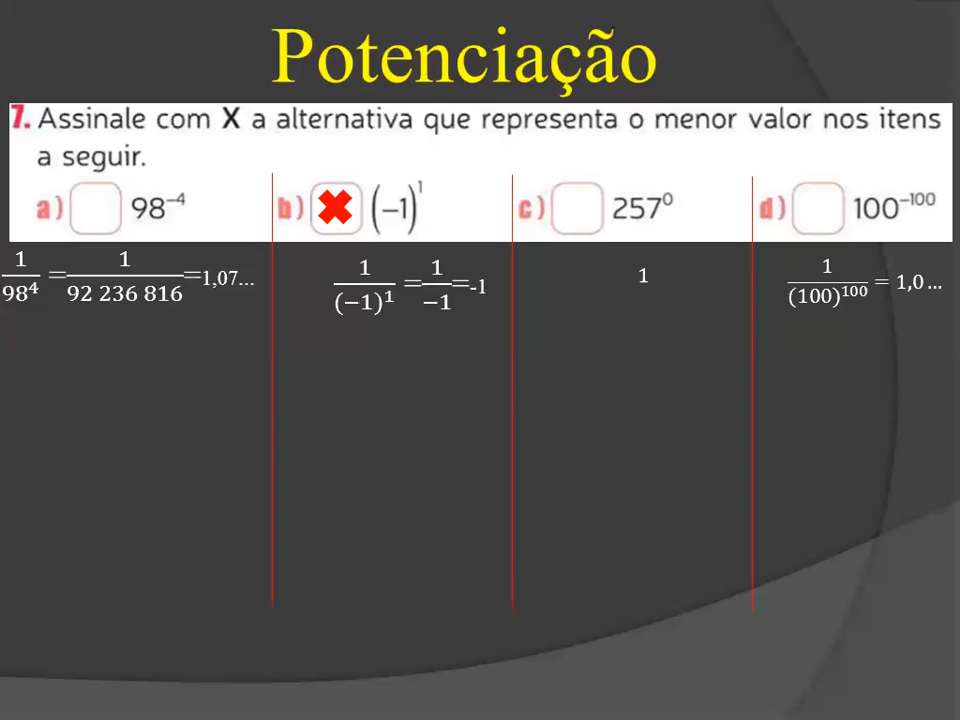 Potenciação
7. Assinale com X a alternativa que representa o menor valor nos itens
a seguir.
a) 98⁻⁴
b) (−1)¹
c) 257⁰
d) 100⁻¹⁰⁰
1/98⁴ = 1/92 236 816 =1,07...
1/(−1)¹ = 1/−1 =-1
1
1/(100)¹⁰⁰ = 1,0 ...